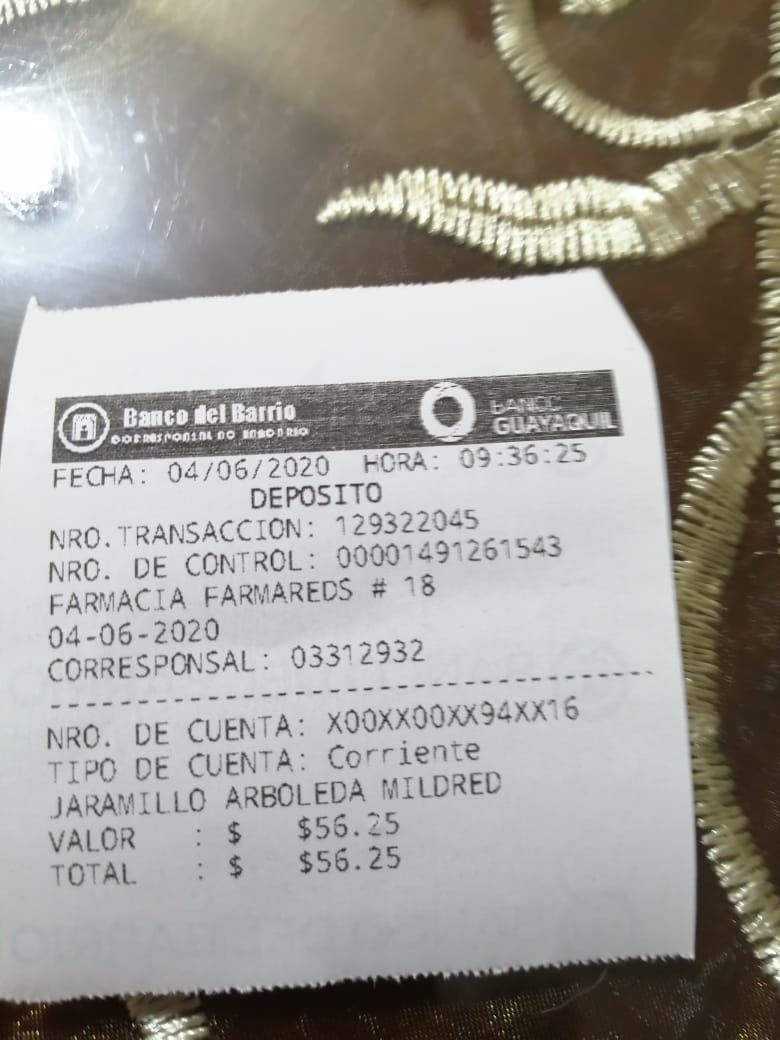 Banco del Barrio
CORRESPONSAL NO BANCARIO
BANCO
GUAYAQUIL
FECHA: 04/06/2020 HORA: 09:36:25
DEPOSITO
NRO.TRANSACCION: 129322045
NRO. DE CONTROL: 00001491261543
FARMACIA FARMAREDS # 18
04-06-2020
CORRESPONSAL: 03312932
NRO. DE CUENTA: X00XX00XX94XX16
TIPO DE CUENTA: Corriente
JARAMILLO ARBOLEDA MILDRED
VALOR : $ $56.25
TOTAL : $ $56.25